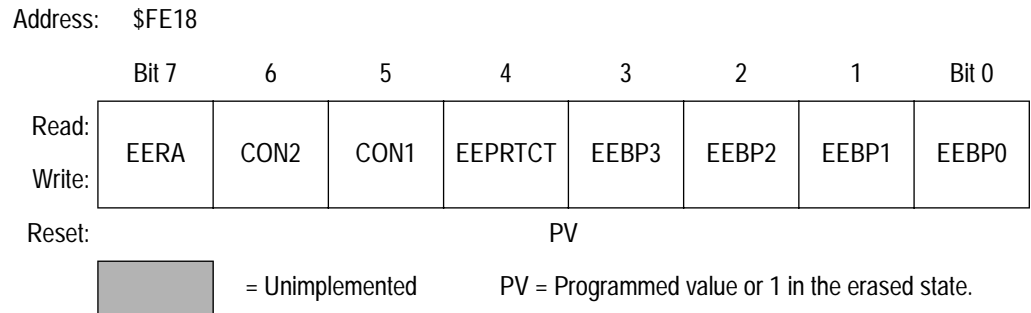 Address: $FE18
Bit 7 6 5 4 3 2 1 Bit 0
Read:
EERA CON2 CON1 EEPRTCT EEBP3 EEBP2 EEBP1 EEBP0
Write:
Reset: PV
= Unimplemented PV = Programmed value or 1 in the erased state.